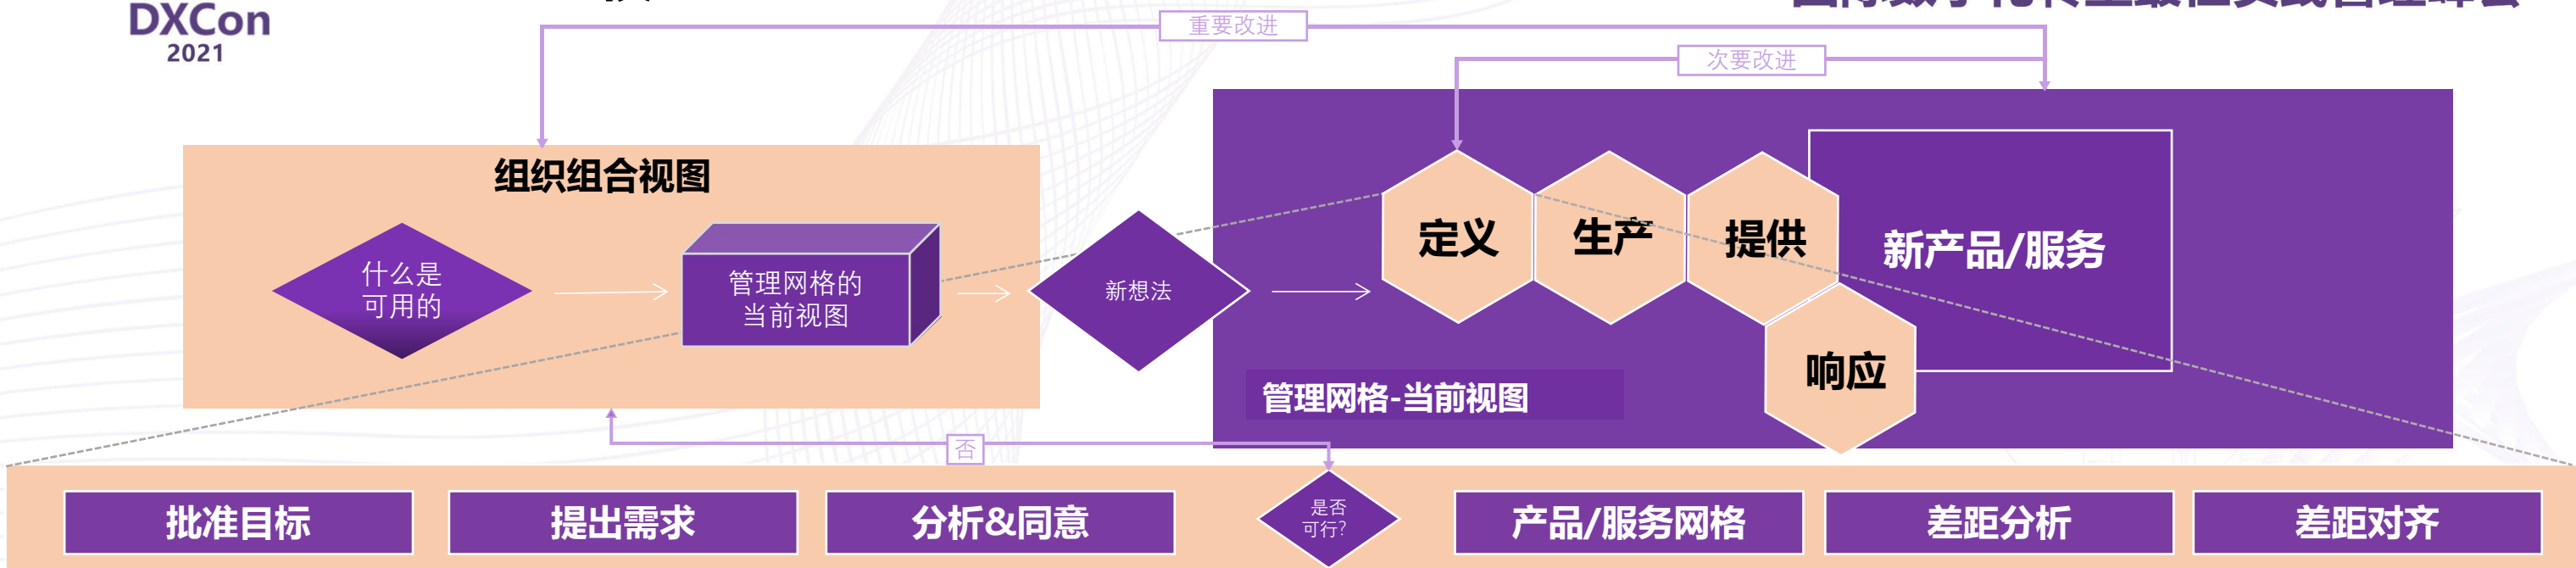 DXCon
2021
重要改进
次要改进
组织组合视图
什么是
可用的
管理网格的
当前视图
新想法
定义
生产
提供
响应
新产品/服务
管理网格-当前视图
否
批准目标
提出需求
分析&同意
是否
可行?
产品/服务网格
差距分析
差距对齐